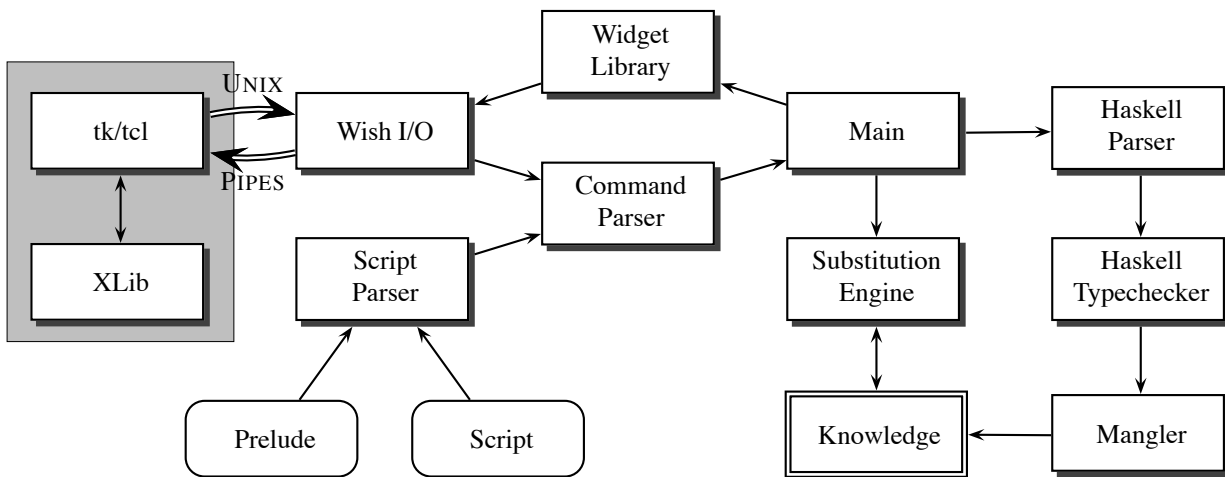 Widget
Library
UNIX
tk/tcl
Wish I/O
Main
Haskell
Parser
PIPES
Command
Parser
XLib
Script
Parser
Substitution
Engine
Haskell
Typechecker
Prelude
Script
Knowledge
Mangler